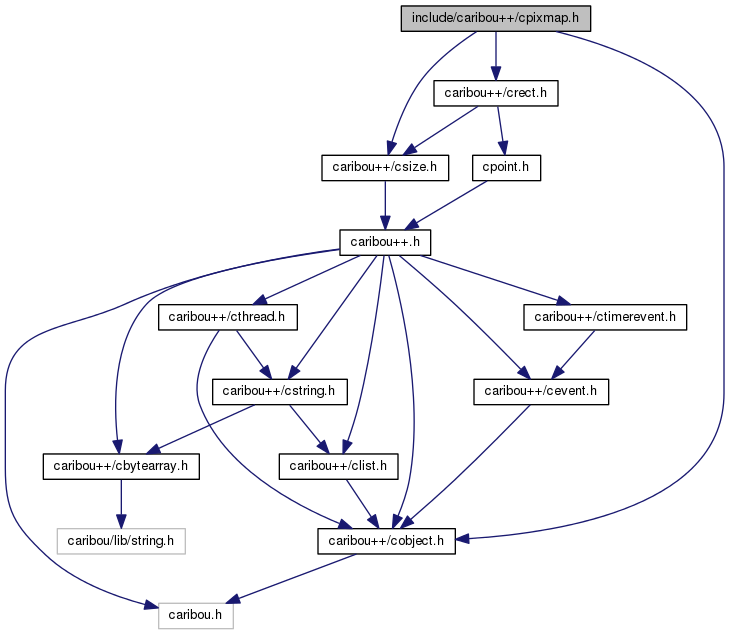 include/caribou++/cpixmap.h
caribou++/crect.h
caribou++/csize.h
cpoint.h
caribou++.h
caribou++/cthread.h
caribou++/ctimerevent.h
caribou++/cstring.h
caribou++/cevent.h
caribou++/cbytearray.h
caribou++/clist.h
caribou/lib/string.h
caribou++/cobject.h
caribou.h